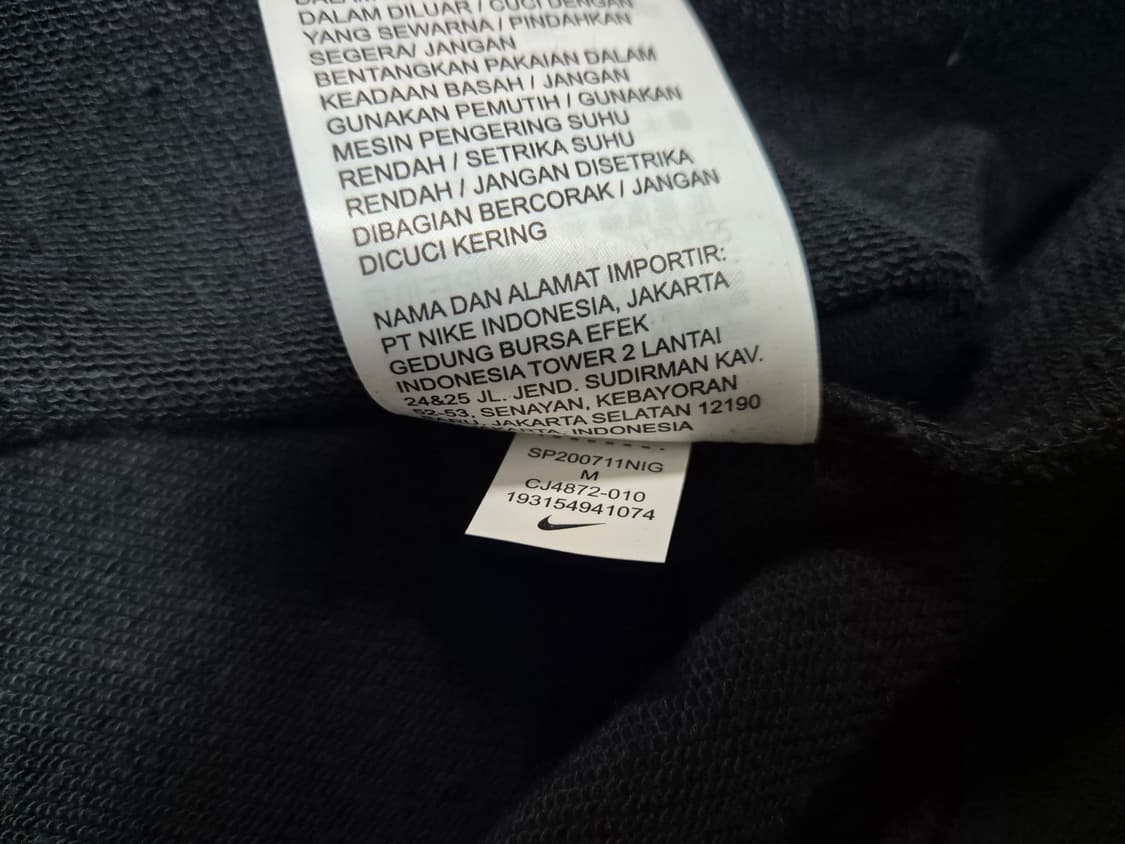 DALAM DILUAR / CUCI DENGAN
YANG SEWARNA / PINDAHKAN
SEGERA/ JANGAN
BENTANGKAN PAKAIAN DALAM
KEADAAN BASAH / JANGAN
GUNAKAN PEMUTIH / GUNAKAN
MESIN PENGERING SUHU
RENDAH / SETRIKA SUHU
RENDAH / JANGAN DISETRIKA
DIBAGIAN BERCORAK / JANGAN
DICUCI KERING
NAMA DAN ALAMAT IMPORTIR:
PT NIKE INDONESIA, JAKARTA
GEDUNG BURSA EFEK
INDONESIA TOWER 2 LANTAI
24&25 JL. JEND. SUDIRMAN KAV.
52-53, SENAYAN, KEBAYORAN
BARU, JAKARTA SELATAN 12190
JAKARTA, INDONESIA
SP200711NIG
M
CJ4872-010
193154941074